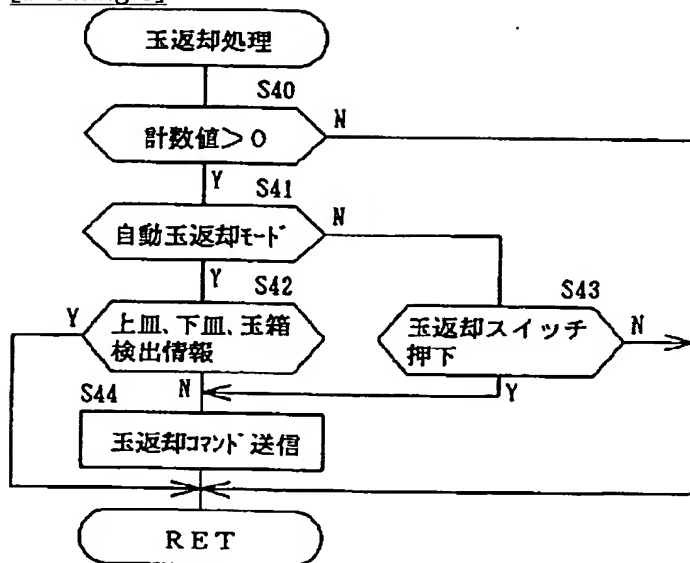 玉返却処理
S40
計数値＞0
N
Y
S41
自動玉返却モード
N
Y
S42
上皿、下皿、玉箱
検出情報
Y
N
S43
玉返却スイッチ
押下
N
Y
S44
玉返却コマンド送信
RET